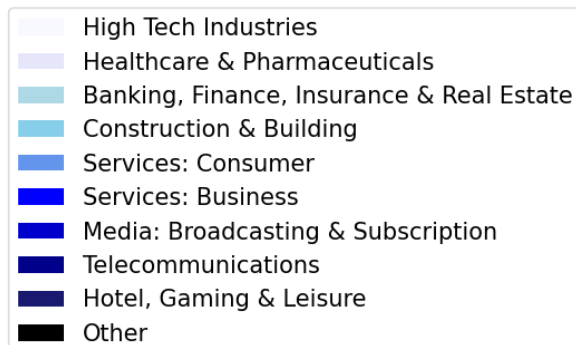 High Tech Industries
Healthcare & Pharmaceuticals
Banking, Finance, Insurance & Real Estate
Construction & Building
Services: Consumer
Services: Business
Media: Broadcasting & Subscription
Telecommunications
Hotel, Gaming & Leisure
Other